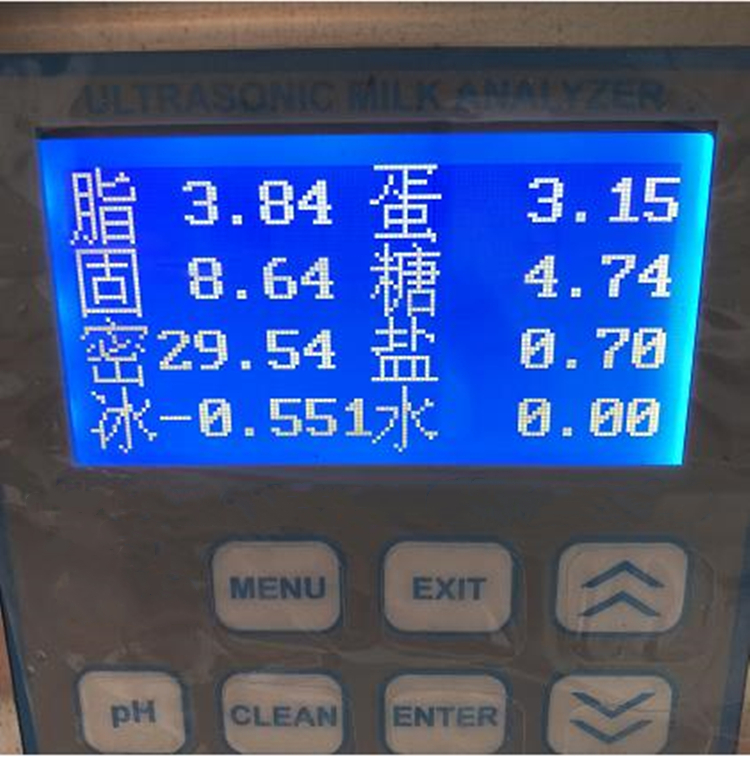 ULTRASONIC MILK ANALYZER
脂 3.84 蛋 3.15
固 8.64 糖 4.74
密 29.54 盐 0.70
冰 -0.551 水 0.00
MENU EXIT
pH CLEAN ENTER